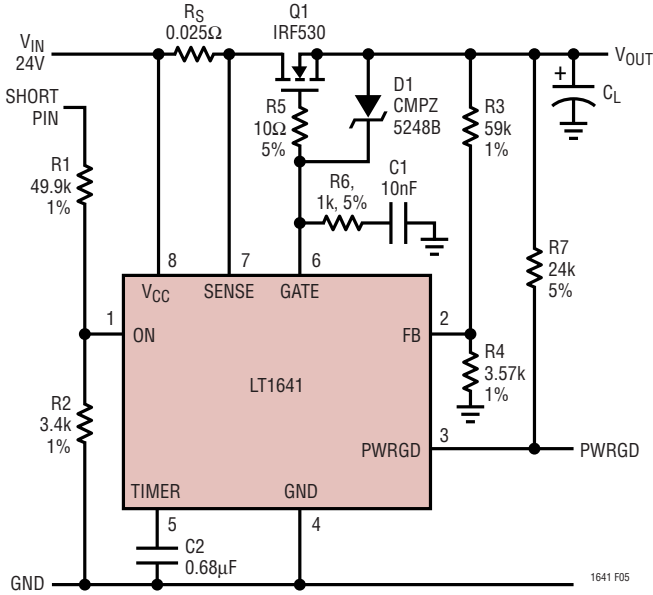 RS
0.025Ω
Q1
IRF530
VIN
24V
VOUT
SHORT
PIN
+
CL
D1
CMPZ
5248B
R5
10Ω
5%
R3
59k
1%
R1
49.9k
1%
R6,
1k, 5%
C1
10nF
R7
24k
5%
8
7
6
VCC
SENSE
GATE
1
ON
2
FB
LT1641
R4
3.57k
1%
R2
3.4k
1%
3
PWRGD
PWRGD
TIMER
GND
5
4
C2
0.68µF
GND
1641 F05